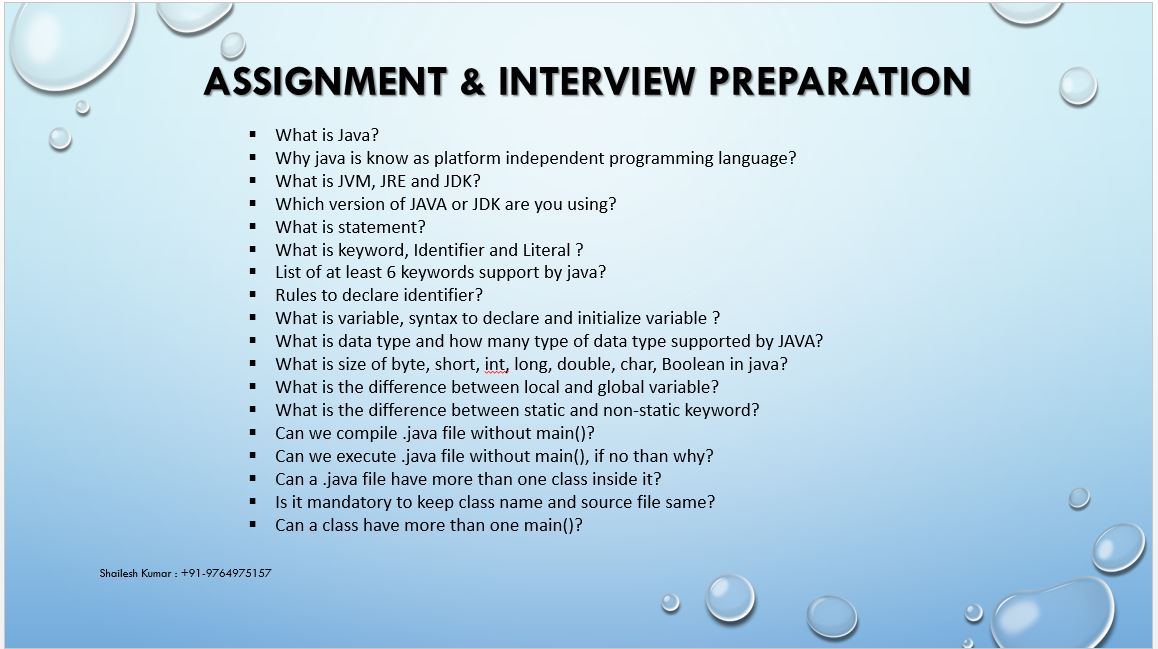 ASSIGNMENT & INTERVIEW PREPARATION
▪ What is Java?
▪ Why java is know as platform independent programming language?
▪ What is JVM, JRE and JDK?
▪ Which version of JAVA or JDK are you using?
▪ What is statement?
▪ What is keyword, Identifier and Literal ?
▪ List of at least 6 keywords support by java?
▪ Rules to declare identifier?
▪ What is variable, syntax to declare and initialize variable ?
▪ What is data type and how many type of data type supported by JAVA?
▪ What is size of byte, short, int, long, double, char, Boolean in java?
▪ What is the difference between local and global variable?
▪ What is the difference between static and non-static keyword?
▪ Can we compile .java file without main()?
▪ Can we execute .java file without main(), if no than why?
▪ Can a .java file have more than one class inside it?
▪ Is it mandatory to keep class name and source file same?
▪ Can a class have more than one main()?
Shailesh Kumar : +91-9764975157